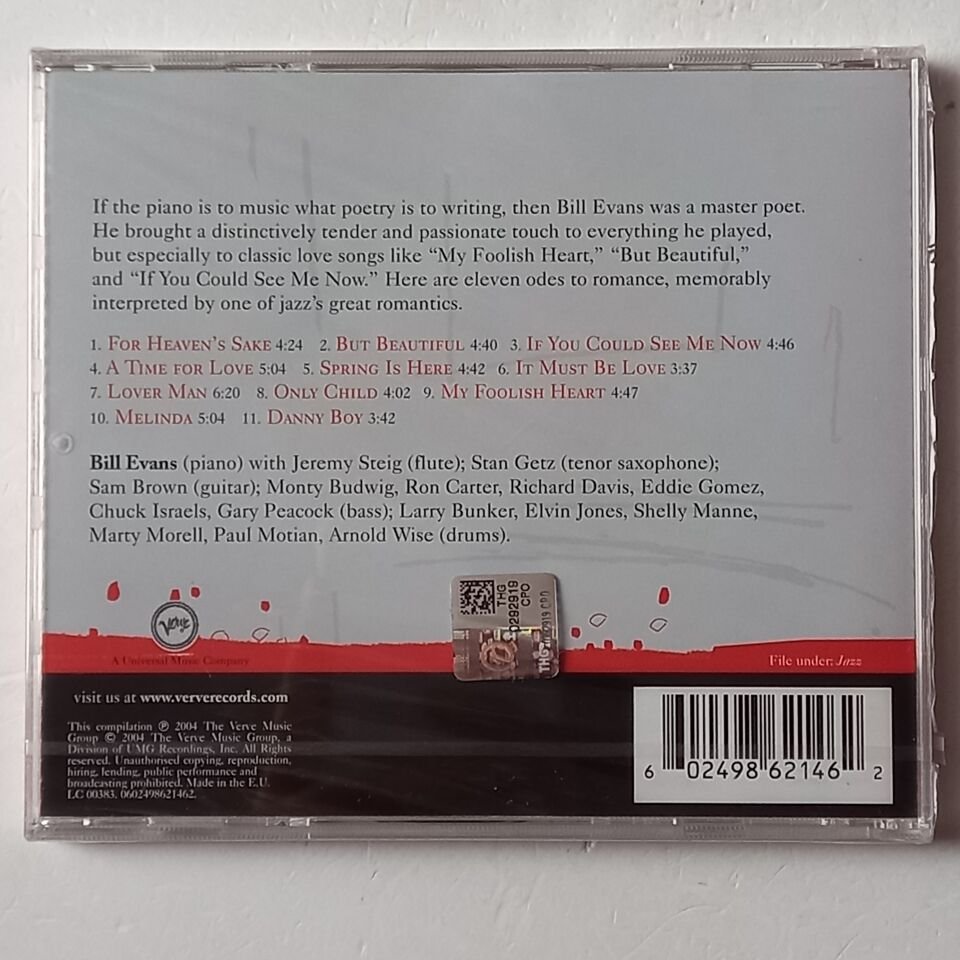 If the piano is to music what poetry is to writing, then Bill Evans was a master poet.
He brought a distinctively tender and passionate touch to everything he played,
but especially to classic love songs like “My Foolish Heart,” “But Beautiful,”
and “If You Could See Me Now.” Here are eleven odes to romance, memorably
interpreted by one of jazz’s great romantics.
1. For Heaven’s Sake 4:24 2. But Beautiful 4:40 3. If You Could See Me Now 4:46
4. A Time for Love 5:04 5. Spring Is Here 4:42 6. It Must Be Love 3:37
7. Lover Man 6:20 8. Only Child 4:02 9. My Foolish Heart 4:47
10. Melinda 5:04 11. Danny Boy 3:42
Bill Evans (piano) with Jeremy Steig (flute); Stan Getz (tenor saxophone);
Sam Brown (guitar); Monty Budwig, Ron Carter, Richard Davis, Eddie Gomez,
Chuck Israels, Gary Peacock (bass); Larry Bunker, Elvin Jones, Shelly Manne,
Marty Morell, Paul Motian, Arnold Wise (drums).
THG
CPO
0292919
THG
Verve
A Universal Music Company
File under: Jazz
visit us at www.ververecords.com
This compilation ℗ 2004 The Verve Music
Group © 2004 The Verve Music Group, a
Division of UMG Recordings, Inc. All Rights
reserved. Unauthorised copying, reproduction,
hiring, lending, public performance and
broadcasting prohibited. Made in the E.U.
LC 00383. 0602498621462.
6 02498 62146 2